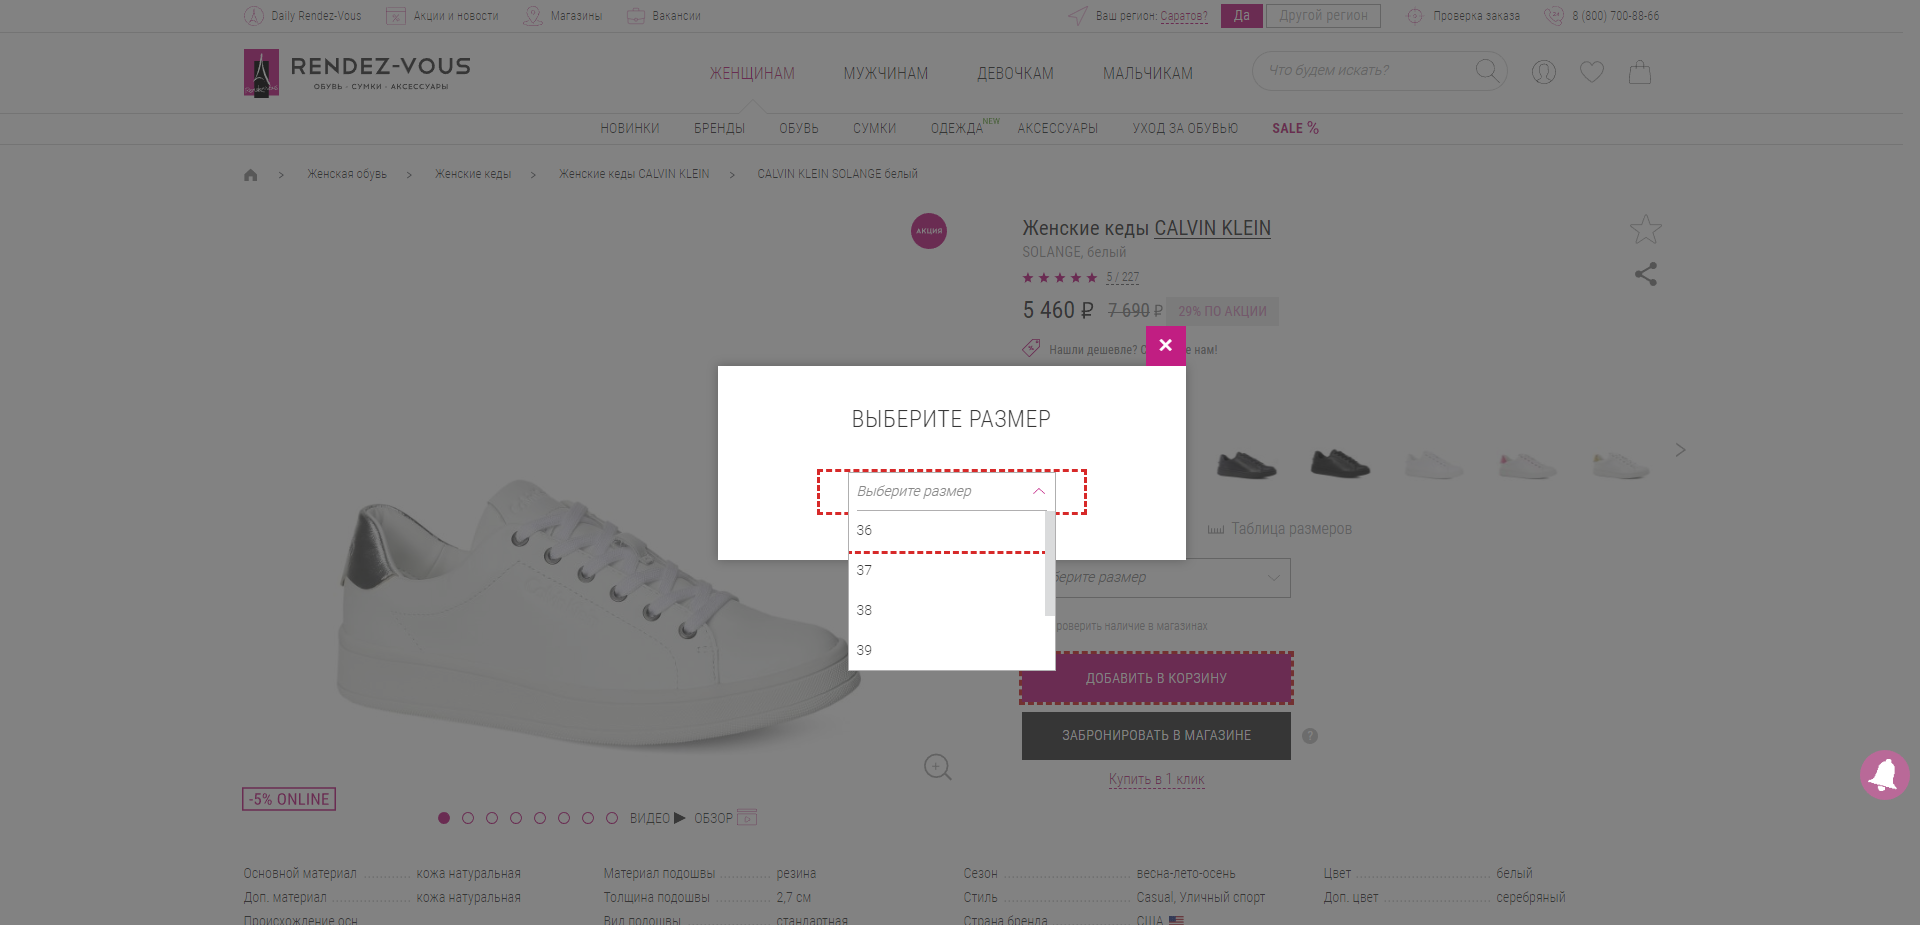 Daily Rendez-Vous
Акции и новости
Магазины
Вакансии
Ваш регион: Саратов?
Да
Другой регион
Проверка заказа
8 (800) 700-88-66
RENDEZ-VOUS
ОБУВЬ · СУМКИ · АКСЕССУАРЫ
ЖЕНЩИНАМ
МУЖЧИНАМ
ДЕВОЧКАМ
МАЛЬЧИКАМ
Что будем искать?
НОВИНКИ
БРЕНДЫ
ОБУВЬ
СУМКИ
ОДЕЖДА NEW
АКСЕССУАРЫ
УХОД ЗА ОБУВЬЮ
SALE %
> Женская обувь > Женские кеды > Женские кеды CALVIN KLEIN > CALVIN KLEIN SOLANGE белый
АКЦИЯ
Женские кеды CALVIN KLEIN
SOLANGE, белый
5 / 227
5 460 ₽ 7 690 ₽ 29% ПО АКЦИИ
Нашли дешевле? С е нам!
×
ВЫБЕРИТЕ РАЗМЕР
Выберите размер
36
37
38
39
Таблица размеров
берите размер
роверить наличие в магазинах
ДОБАВИТЬ В КОРЗИНУ
ЗАБРОНИРОВАТЬ В МАГАЗИНЕ
?
Купить в 1 клик
-5% ONLINE
ВИДЕО
ОБЗОР
Основной материал кожа натуральная
Доп. материал кожа натуральная
Происхождение осн.
Материал подошвы резина
Толщина подошвы 2,7 см
Вид подошвы стандартная
Сезон весна-лето-осень
Стиль Casual, Уличный спорт
Страна бренда США
Цвет белый
Доп. цвет серебряный